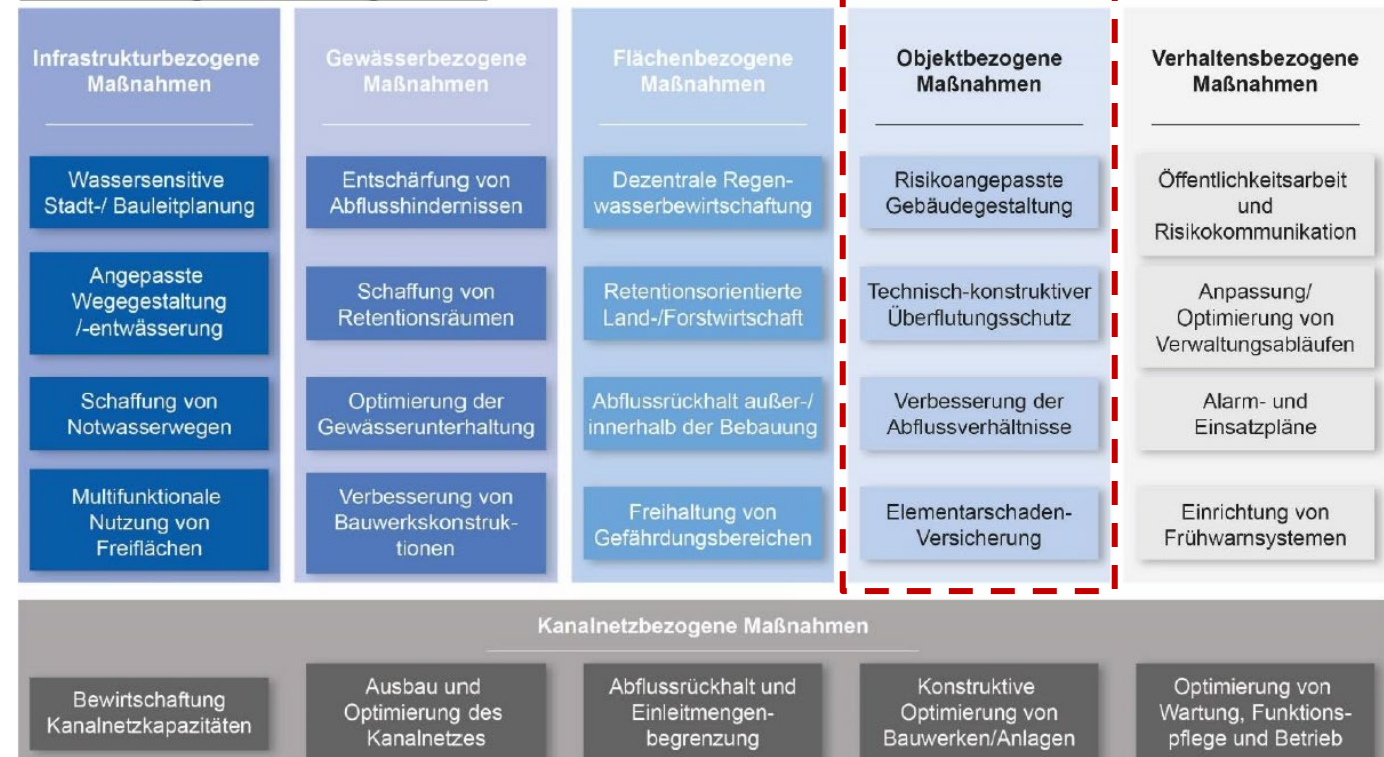 Infrastrukturbezogene
Maßnahmen
Wassersensitive
Stadt-/ Bauleitplanung
Angepasste
Wegegestaltung
/-entwässerung
Schaffung von
Notwasserwegen
Multifunktionale
Nutzung von
Freiflächen
Gewässerbezogene
Maßnahmen
Entschärfung von
Abflusshindernissen
Schaffung von
Retentionsräumen
Optimierung der
Gewässerunterhaltung
Verbesserung von
Bauwerkskonstruk-
tionen
Flächenbezogene
Maßnahmen
Dezentrale Regen-
wasserbewirtschaftung
Retentionsorientierte
Land-/Forstwirtschaft
Abflussrückhalt außer-/
innerhalb der Bebauung
Freihaltung von
Gefährdungsbereichen
Objektbezogene
Maßnahmen
Risikoangepasste
Gebäudegestaltung
Technisch-konstruktiver
Überflutungsschutz
Verbesserung der
Abflussverhältnisse
Elementarschaden-
Versicherung
Verhaltensbezogene
Maßnahmen
Öffentlichkeitsarbeit
und
Risikokommunikation
Anpassung/
Optimierung von
Verwaltungsabläufen
Alarm- und
Einsatzpläne
Einrichtung von
Frühwarnsystemen
Kanalnetzbezogene Maßnahmen
Bewirtschaftung
Kanalnetzkapazitäten
Ausbau und
Optimierung des
Kanalnetzes
Abflussrückhalt und
Einleitmengen-
begrenzung
Konstruktive
Optimierung von
Bauwerken/Anlagen
Optimierung von
Wartung, Funktions-
pflege und Betrieb